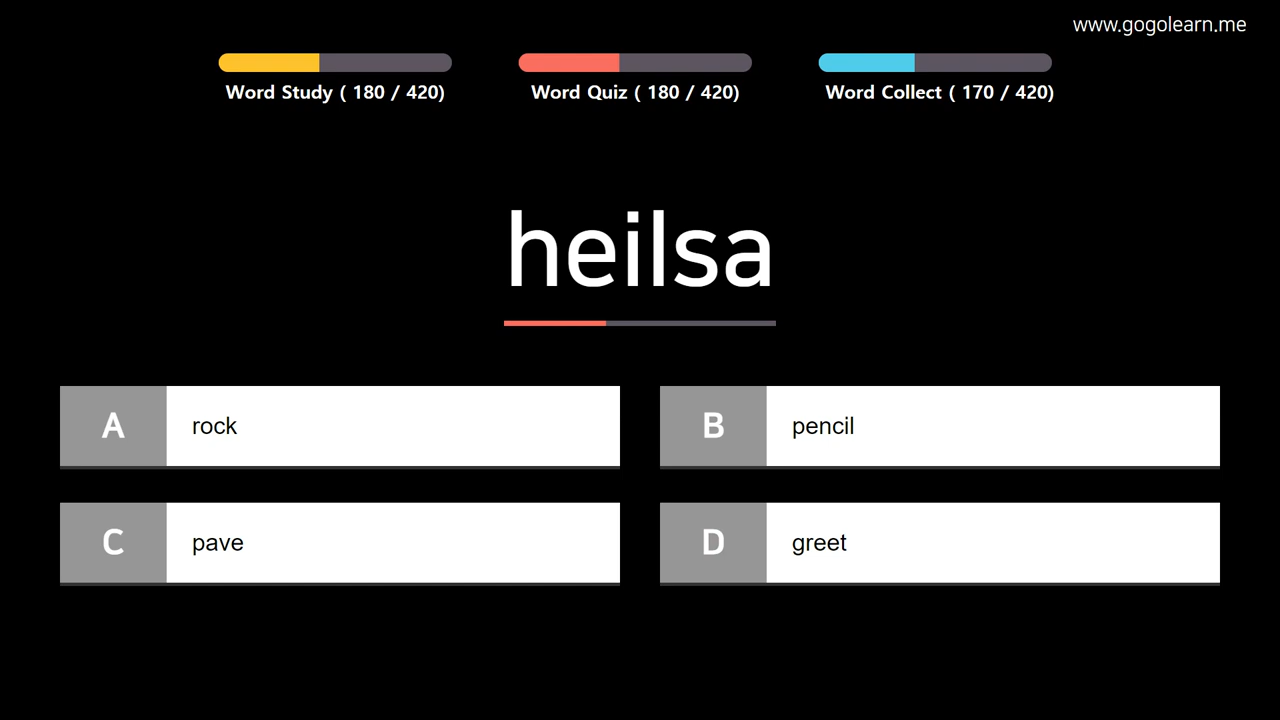 www.gogolearn.me
Word Study ( 180 / 420)
Word Quiz ( 180 / 420)
Word Collect ( 170 / 420)
heilsa
A rock
B pencil
C pave
D greet